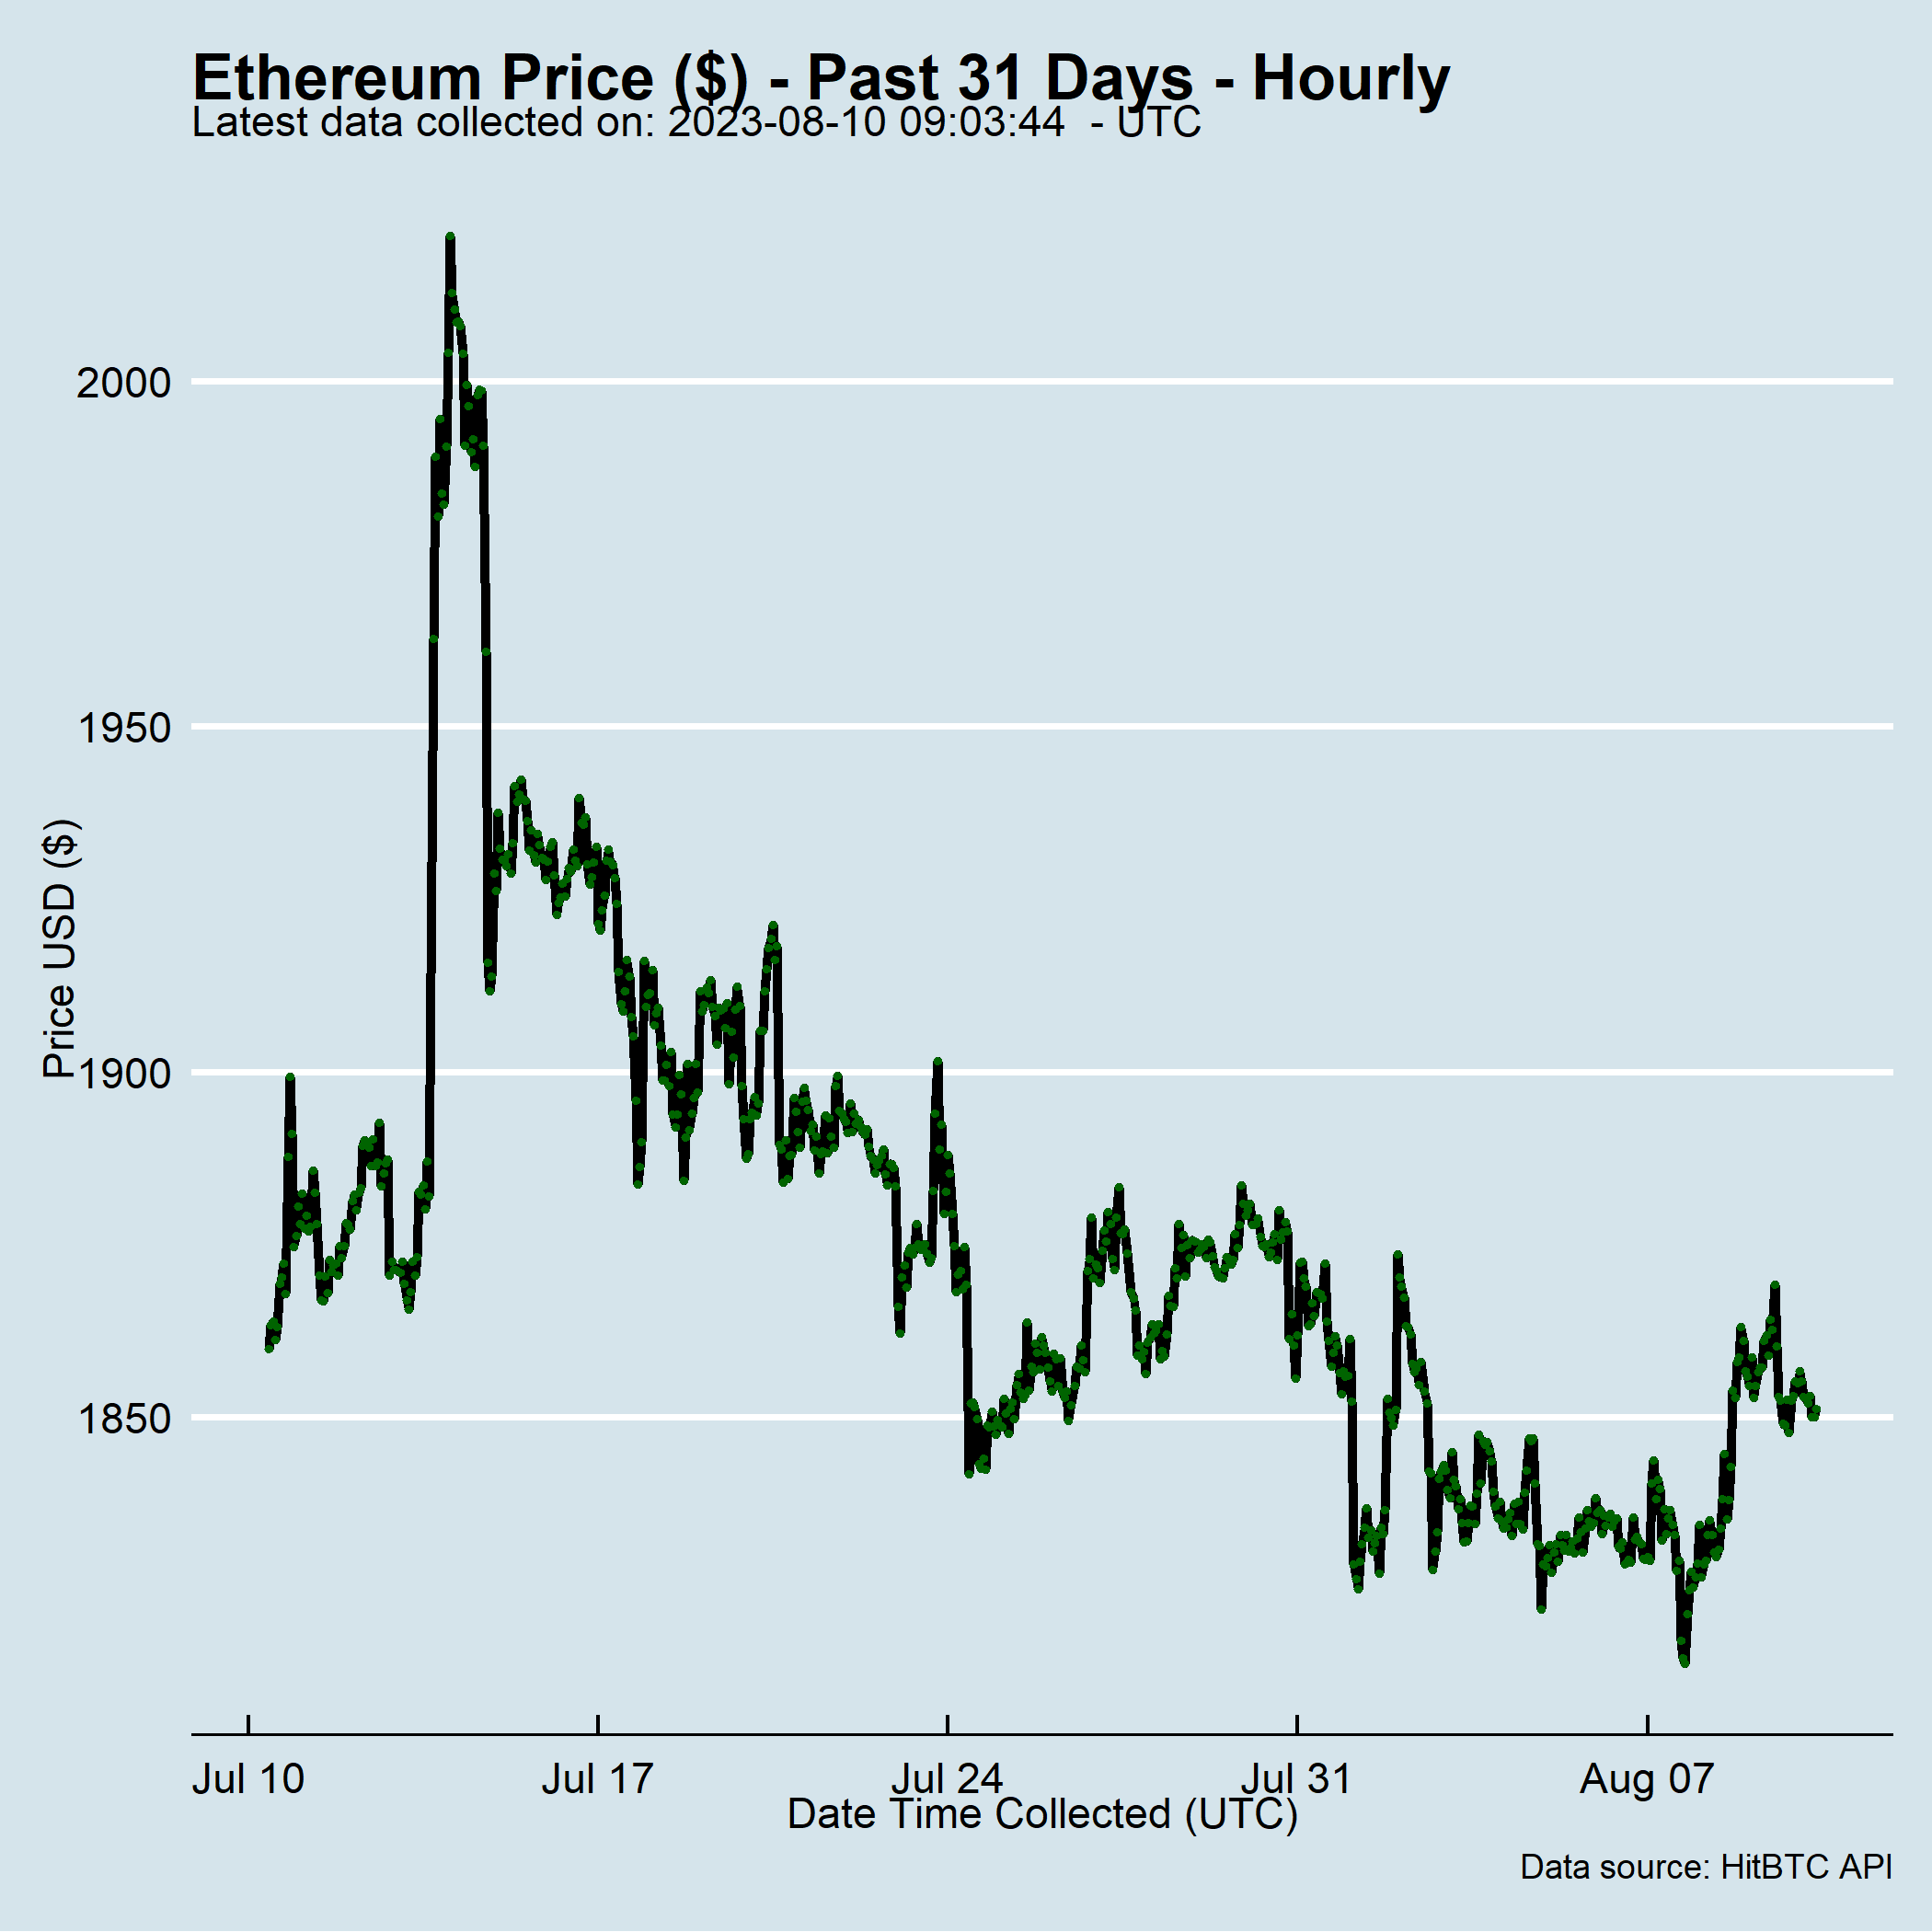 Ethereum Price ($) - Past 31 Days - Hourly
Latest data collected on: 2023-08-10 09:03:44  - UTC
2000
1950
1900
1850
Price USD ($)
Jul 10
Jul 17
Jul 24
Jul 31
Aug 07
Date Time Collected (UTC)
Data source: HitBTC API